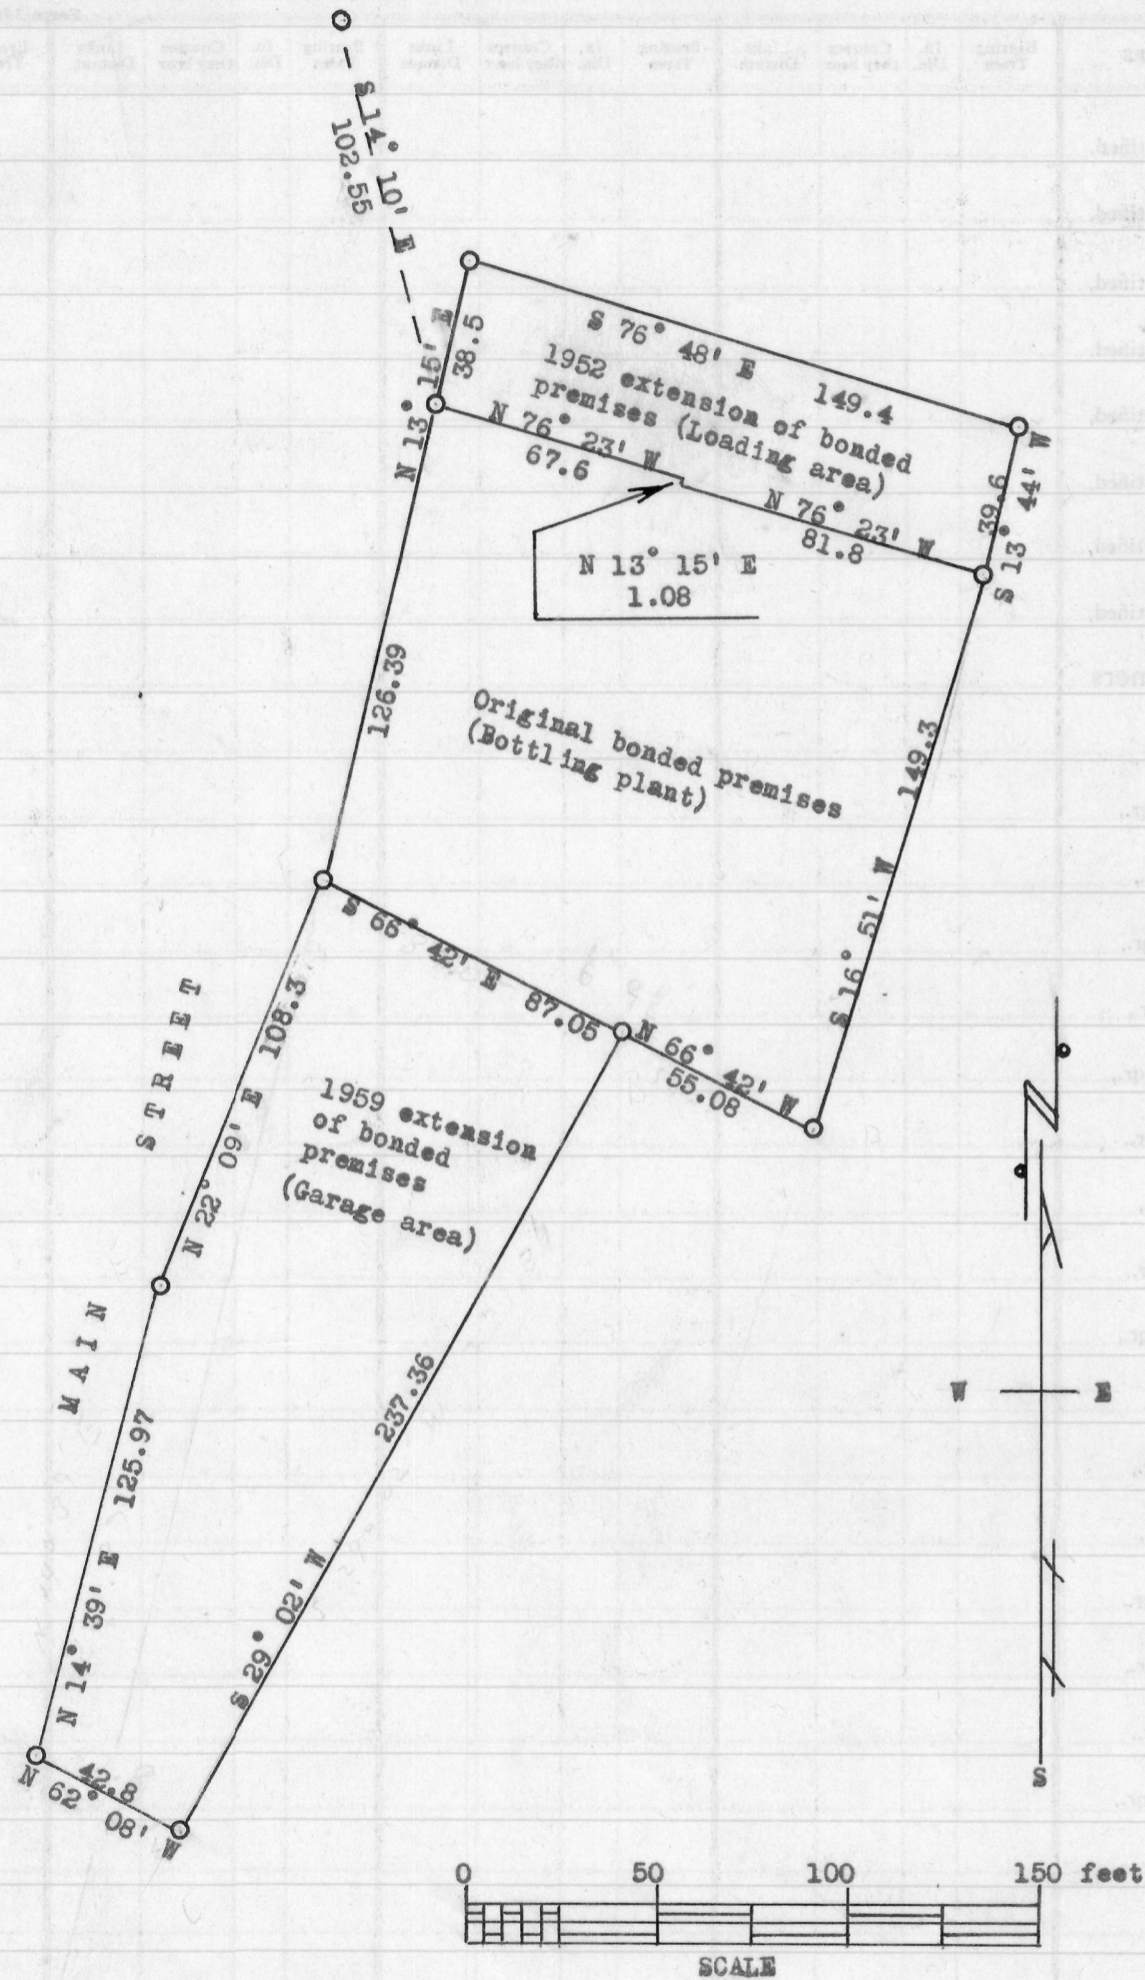 S 14° 10' E
102.55
N 13° 15' E
38.5
S 76° 48' E 149.4
1952 extension of bonded
premises (Loading area)
N 76° 23' W
67.6
N 76° 23' W
81.8
39.6
S 13° 44' W
N 13° 15' E
1.08
126.39
Original bonded premises
(Bottling plant)
149.3
S 16° 51' W
S 66° 42' E 87.05
N 66° 42' W
55.08
MAIN STREET
N 22° 09' E 108.3
1959 extension
of bonded
premises
(Garage area)
237.36
S 29° 02' W
N 14° 39' E 125.97
42.8
N 62° 08' W
N
W E
S
0 50 100 150 feet
SCALE